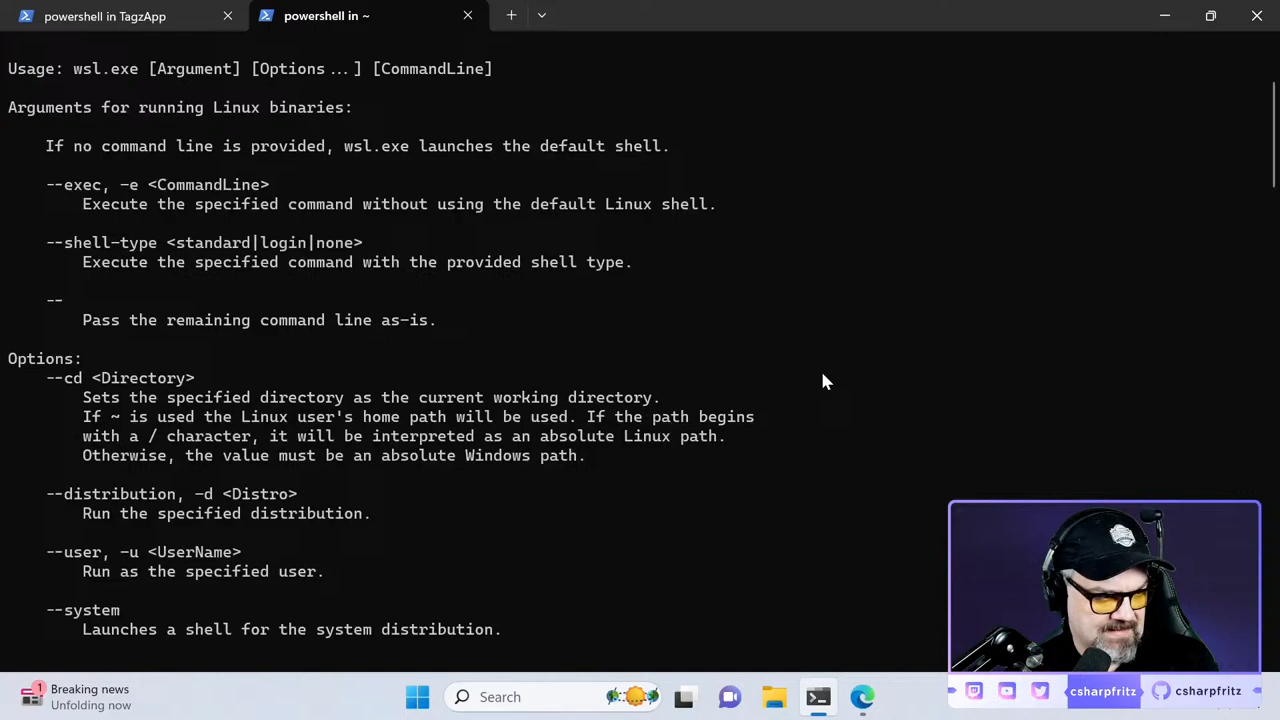 powershell in TagzApp
powershell in ~
Usage: wsl.exe [Argument] [Options...] [CommandLine]
Arguments for running Linux binaries:
If no command line is provided, wsl.exe launches the default shell.
--exec, -e <CommandLine>
Execute the specified command without using the default Linux shell.
--shell-type <standard|login|none>
Execute the specified command with the provided shell type.
--
Pass the remaining command line as-is.
Options:
--cd <Directory>
Sets the specified directory as the current working directory.
If ~ is used the Linux user's home path will be used. If the path begins
with a / character, it will be interpreted as an absolute Linux path.
Otherwise, the value must be an absolute Windows path.
--distribution, -d <Distro>
Run the specified distribution.
--user, -u <UserName>
Run as the specified user.
--system
Launches a shell for the system distribution.
1
Breaking news
Unfolding now
Search
csharpfritz
csharpfritz